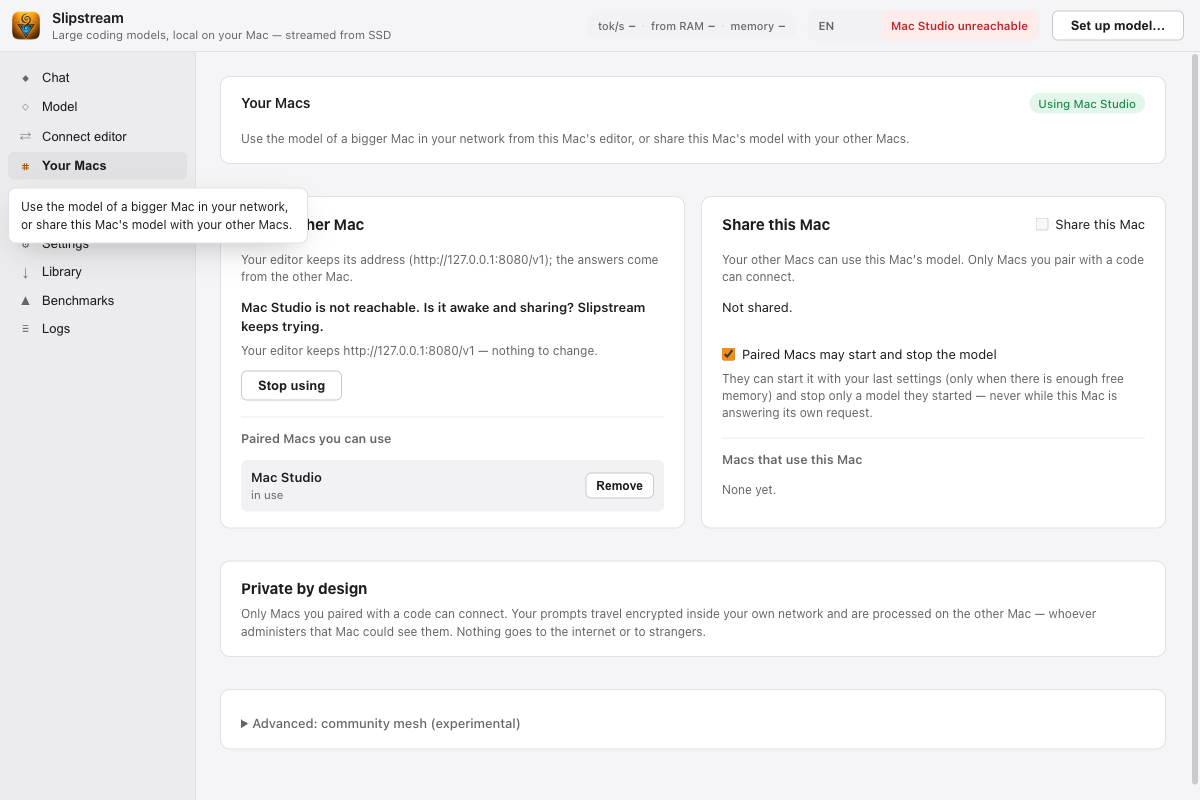 Slipstream
Large coding models, local on your Mac — streamed from SSD
tok/s – · from RAM – · memory –
EN
Mac Studio unreachable
Set up model…
Chat
Model
Connect editor
Your Macs
Use the model of a bigger Mac in your network,
or share this Mac's model with your other Macs.
Settings
Library
Benchmarks
Logs
Your Macs
Using Mac Studio
Use the model of a bigger Mac in your network from this Mac's editor, or share this Mac's model with your other Macs.
her Mac
Your editor keeps its address (http://127.0.0.1:8080/v1); the answers come
from the other Mac.
Mac Studio is not reachable. Is it awake and sharing? Slipstream
keeps trying.
Your editor keeps http://127.0.0.1:8080/v1 — nothing to change.
Stop using
Paired Macs you can use
Mac Studio
in use
Remove
Share this Mac
Share this Mac
Your other Macs can use this Mac's model. Only Macs you pair with a code
can connect.
Not shared.
Paired Macs may start and stop the model
They can start it with your last settings (only when there is enough free
memory) and stop only a model they started — never while this Mac is
answering its own request.
Macs that use this Mac
None yet.
Private by design
Only Macs you paired with a code can connect. Your prompts travel encrypted inside your own network and are processed on the other Mac — whoever
administers that Mac could see them. Nothing goes to the internet or to strangers.
Advanced: community mesh (experimental)